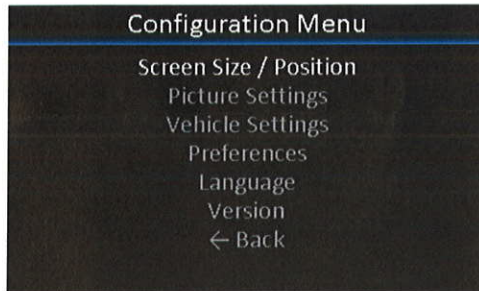 Configuration Menu
Screen Size / Position
Picture Settings
Vehicle Settings
Preferences
Language
Version
← Back